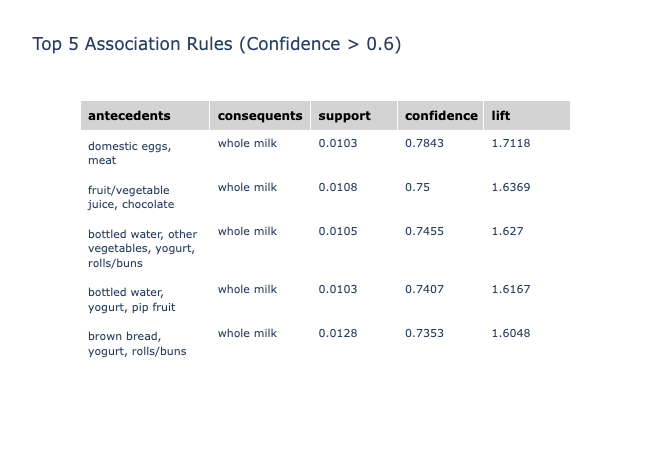 Top 5 Association Rules (Confidence > 0.6)
antecedents consequents support confidence lift
domestic eggs, whole milk 0.0103 0.7843 1.7118
meat
fruit/vegetable whole milk 0.0108 0.75 1.6369
juice, chocolate
bottled water, other whole milk 0.0105 0.7455 1.627
vegetables, yogurt,
rolls/buns
bottled water, whole milk 0.0103 0.7407 1.6167
yogurt, pip fruit
brown bread, whole milk 0.0128 0.7353 1.6048
yogurt, rolls/buns